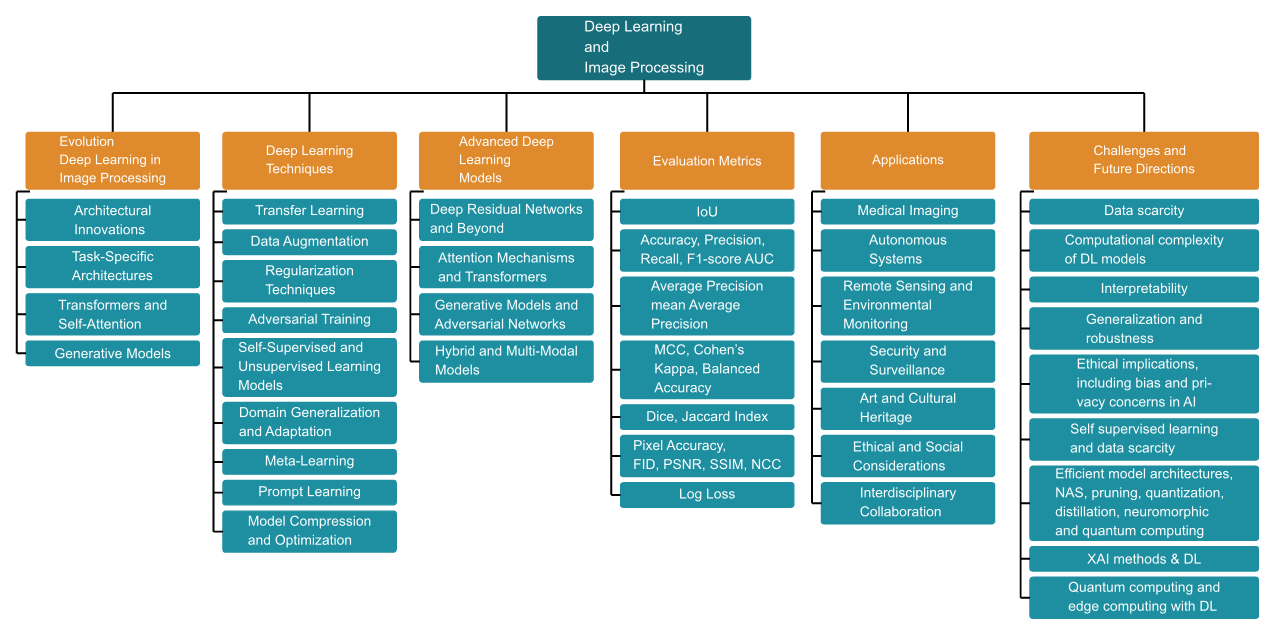 Deep Learning
and
Image Processing
Evolution
Deep Learning in
Image Processing
Architectural
Innovations
Task-Specific
Architectures
Transformers and
Self-Attention
Generative Models
Deep Learning
Techniques
Transfer Learning
Data Augmentation
Regularization
Techniques
Adversarial Training
Self-Supervised and
Unsupervised Learning
Models
Domain Generalization
and Adaptation
Meta-Learning
Prompt Learning
Model Compression
and Optimization
Advanced Deep
Learning
Models
Deep Residual Networks
and Beyond
Attention Mechanisms
and Transformers
Generative Models and
Adversarial Networks
Hybrid and Multi-Modal
Models
Evaluation Metrics
IoU
Accuracy, Precision,
Recall, F1-score AUC
Average Precision
mean Average
Precision
MCC, Cohen's
Kappa, Balanced
Accuracy
Dice, Jaccard Index
Pixel Accuracy,
FID, PSNR, SSIM, NCC
Log Loss
Applications
Medical Imaging
Autonomous
Systems
Remote Sensing and
Environmental
Monitoring
Security and
Surveillance
Art and Cultural
Heritage
Ethical and Social
Considerations
Interdisciplinary
Collaboration
Challenges and
Future Directions
Data scarcity
Computational complexity
of DL models
Interpretability
Generalization and
robustness
Ethical implications,
including bias and pri-
vacy concerns in AI
Self supervised learning
and data scarcity
Efficient model architectures,
NAS, pruning, quantization,
distillation, neuromorphic
and quantum computing
XAI methods & DL
Quantum computing and
edge computing with DL